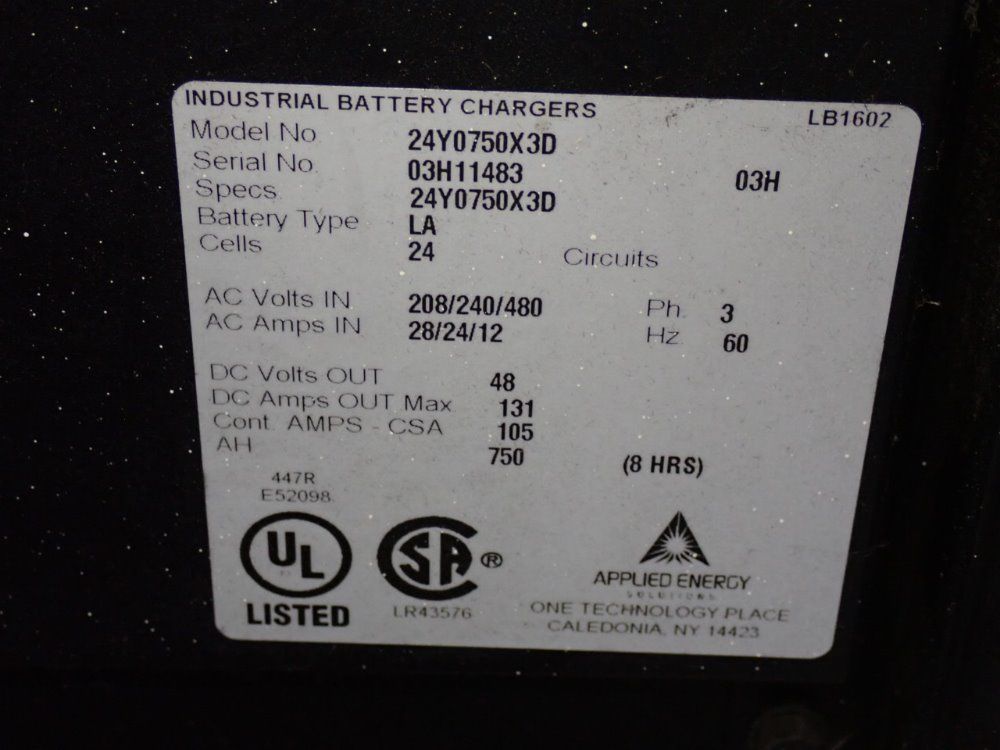 INDUSTRIAL BATTERY CHARGERS LB1602
Model No 24Y0750X3D
Serial No. 03H11483 03H
Specs 24Y0750X3D
Battery Type LA
Cells 24 Circuits
AC Volts IN 208/240/480 Ph 3
AC Amps IN 28/24/12 Hz 60
DC Volts OUT 48
DC Amps OUT Max 131
Cont. AMPS - CSA 105
AH 750 (8 HRS)
447R
E52098
UL
LISTED
SA ®
LR43576
APPLIED ENERGY
SOLUTIONS
ONE TECHNOLOGY PLACE
CALEDONIA, NY 14423